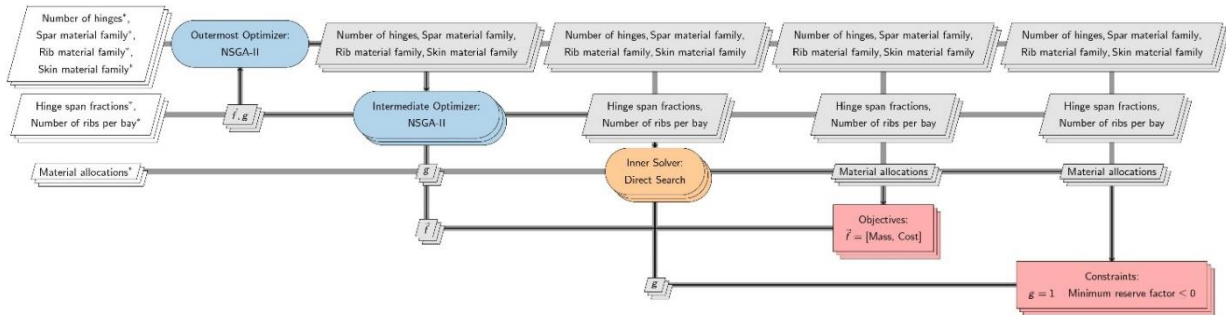 Number of hinges*,
Spar material family*,
Rib material family*,
Skin material family*
Outermost Optimizer:
NSGA-II
Number of hinges, Spar material family,
Rib material family, Skin material family
Number of hinges, Spar material family,
Rib material family, Skin material family
Number of hinges, Spar material family,
Rib material family, Skin material family
Number of hinges, Spar material family,
Rib material family, Skin material family
Hinge span fractions*,
Number of ribs per bay*
f⃗, g
Intermediate Optimizer:
NSGA-II
Hinge span fractions,
Number of ribs per bay
Hinge span fractions,
Number of ribs per bay
Hinge span fractions,
Number of ribs per bay
Material allocations*
g
Inner Solver:
Direct Search
Material allocations
Material allocations
f⃗
Objectives:
f⃗ = [Mass, Cost]
g
Constraints:
g = 1 Minimum reserve factor < 0